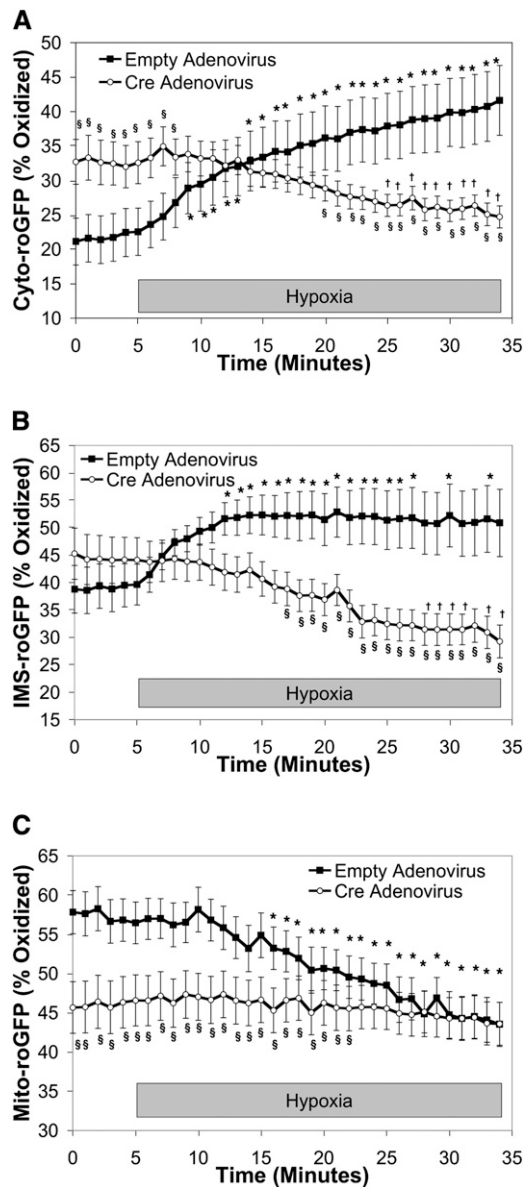 A
Cyto-roGFP (% Oxidized)
50
45
40
35
30
25
20
15
10
Empty Adenovirus
Cre Adenovirus
* * * * * * * * * * * * * * * * * * * * *
§ § § § § § § §
* * * * *
† † † † † † † † †
§ § § § § § § § § § § § § § §
Hypoxia
0 5 10 15 20 25 30 35
Time (Minutes)
B
IMS-roGFP (% Oxidized)
65
60
55
50
45
40
35
30
25
20
15
Empty Adenovirus
Cre Adenovirus
* * * * * * * * * * * * * * * * * *
† † † † † †
§ § § § § § § § § § § § § § § § § §
Hypoxia
0 5 10 15 20 25 30 35
Time (Minutes)
C
Mito-roGFP (% Oxidized)
65
60
55
50
45
40
35
30
Empty Adenovirus
Cre Adenovirus
* * * * * * * * * * * * * * * * * * *
§ § § § § § § § § § § § § § § § § § § § § § §
Hypoxia
0 5 10 15 20 25 30 35
Time (Minutes)